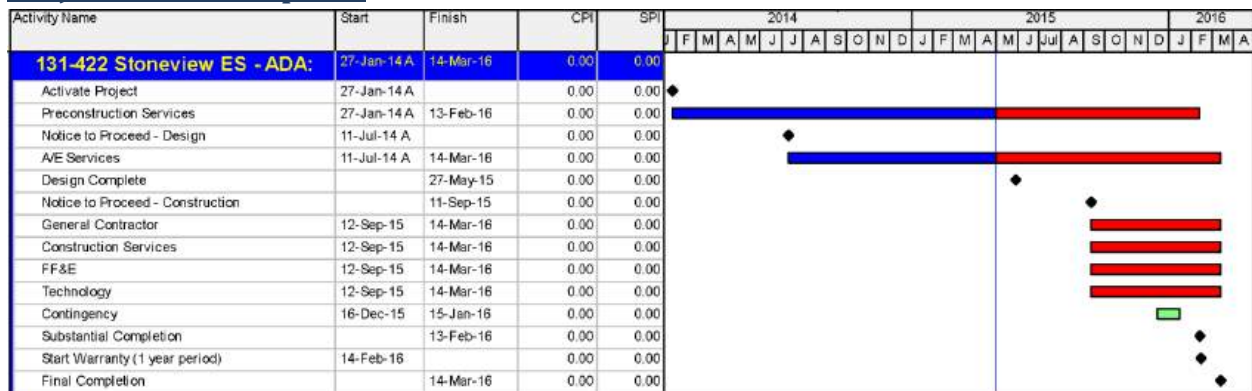 Activity Name Start Finish CPI SPI 2014 2015 2016
J F M A M J J A S O N D J F M A M J Jul A S O N D J F M A
131-422 Stoneview ES - ADA: 27-Jan-14 A 14-Mar-16 0.00 0.00
Activate Project 27-Jan-14 A 0.00 0.00
Preconstruction Services 27-Jan-14 A 13-Feb-16 0.00 0.00
Notice to Proceed - Design 11-Jul-14 A 0.00 0.00
A/E Services 11-Jul-14 A 14-Mar-16 0.00 0.00
Design Complete 27-May-15 0.00 0.00
Notice to Proceed - Construction 11-Sep-15 0.00 0.00
General Contractor 12-Sep-15 14-Mar-16 0.00 0.00
Construction Services 12-Sep-15 14-Mar-16 0.00 0.00
FF&E 12-Sep-15 14-Mar-16 0.00 0.00
Technology 12-Sep-15 14-Mar-16 0.00 0.00
Contingency 16-Dec-15 15-Jan-16 0.00 0.00
Substantial Completion 13-Feb-16 0.00 0.00
Start Warranty (1 year period) 14-Feb-16 0.00 0.00
Final Completion 14-Mar-16 0.00 0.00